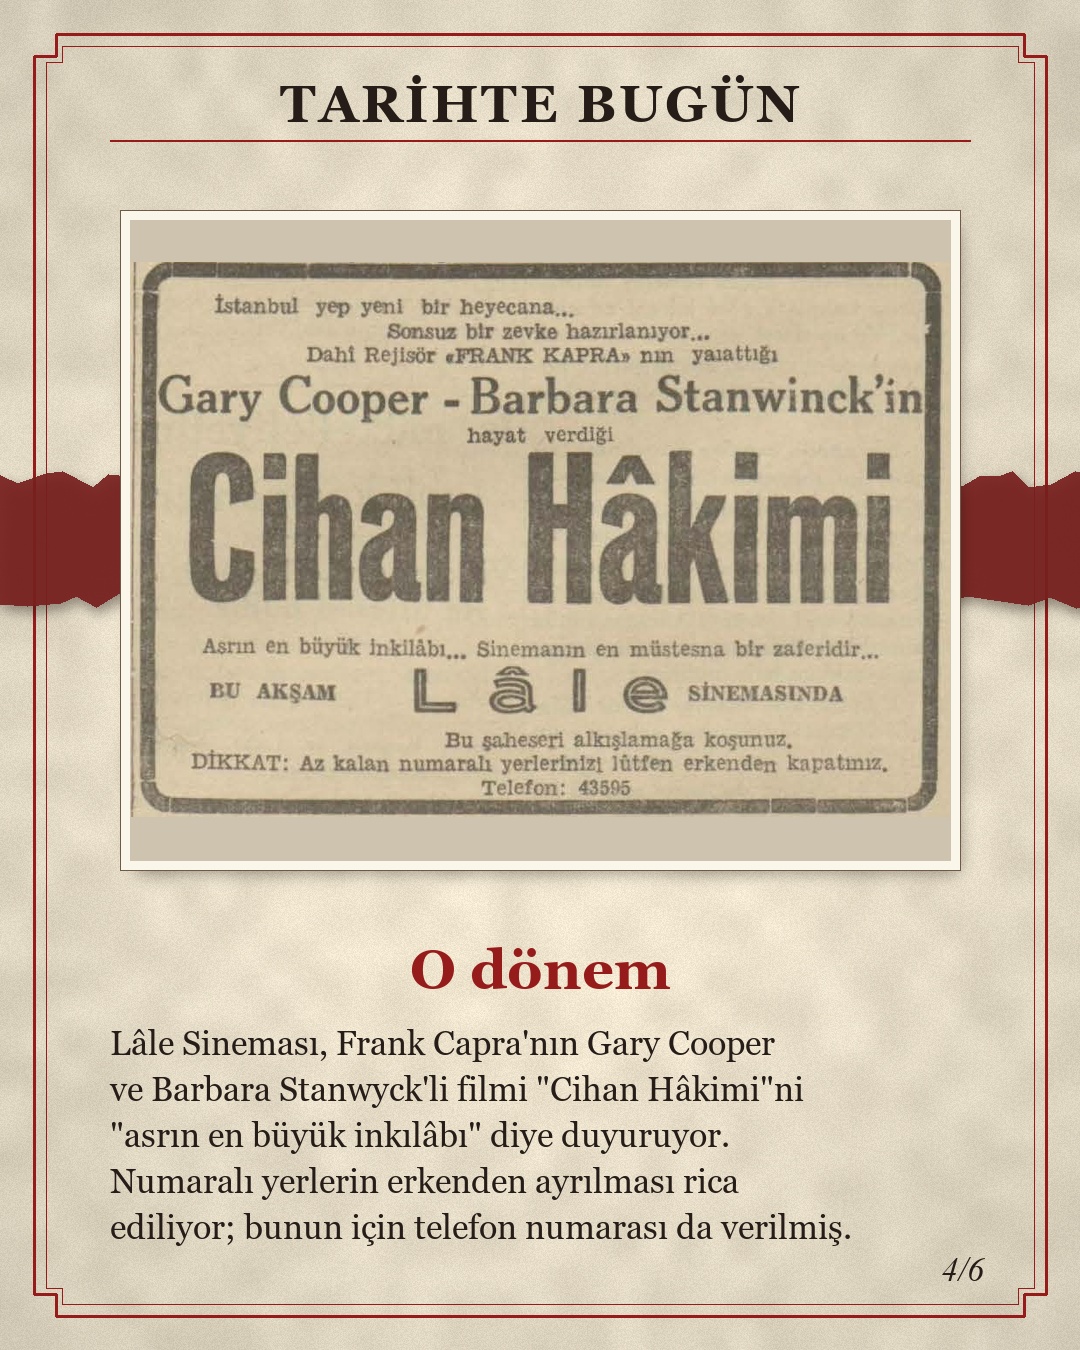 TARİHTE BUGÜN
İstanbul yep yeni bir heyecana...
Sonsuz bir zevke hazırlanıyor...
Dahî Rejisör «FRANK KAPRA» nın yaıattığı
Gary Cooper - Barbara Stanwinck'in
hayat verdiği
Cihan Hâkimi
Asrın en büyük inkilâbı... Sinemanın en müstesna bir zaferidir...
BU AKŞAM Lâle SİNEMASINDA
Bu şaheseri alkışlamağa koşunuz.
DİKKAT: Az kalan numaralı yerlerinizi lûtfen erkenden kapatınız.
Telefon: 43595
O dönem
Lâle Sineması, Frank Capra'nın Gary Cooper
ve Barbara Stanwyck'li filmi "Cihan Hâkimi"ni
"asrın en büyük inkılâbı" diye duyuruyor.
Numaralı yerlerin erkenden ayrılması rica
ediliyor; bunun için telefon numarası da verilmiş.
4/6